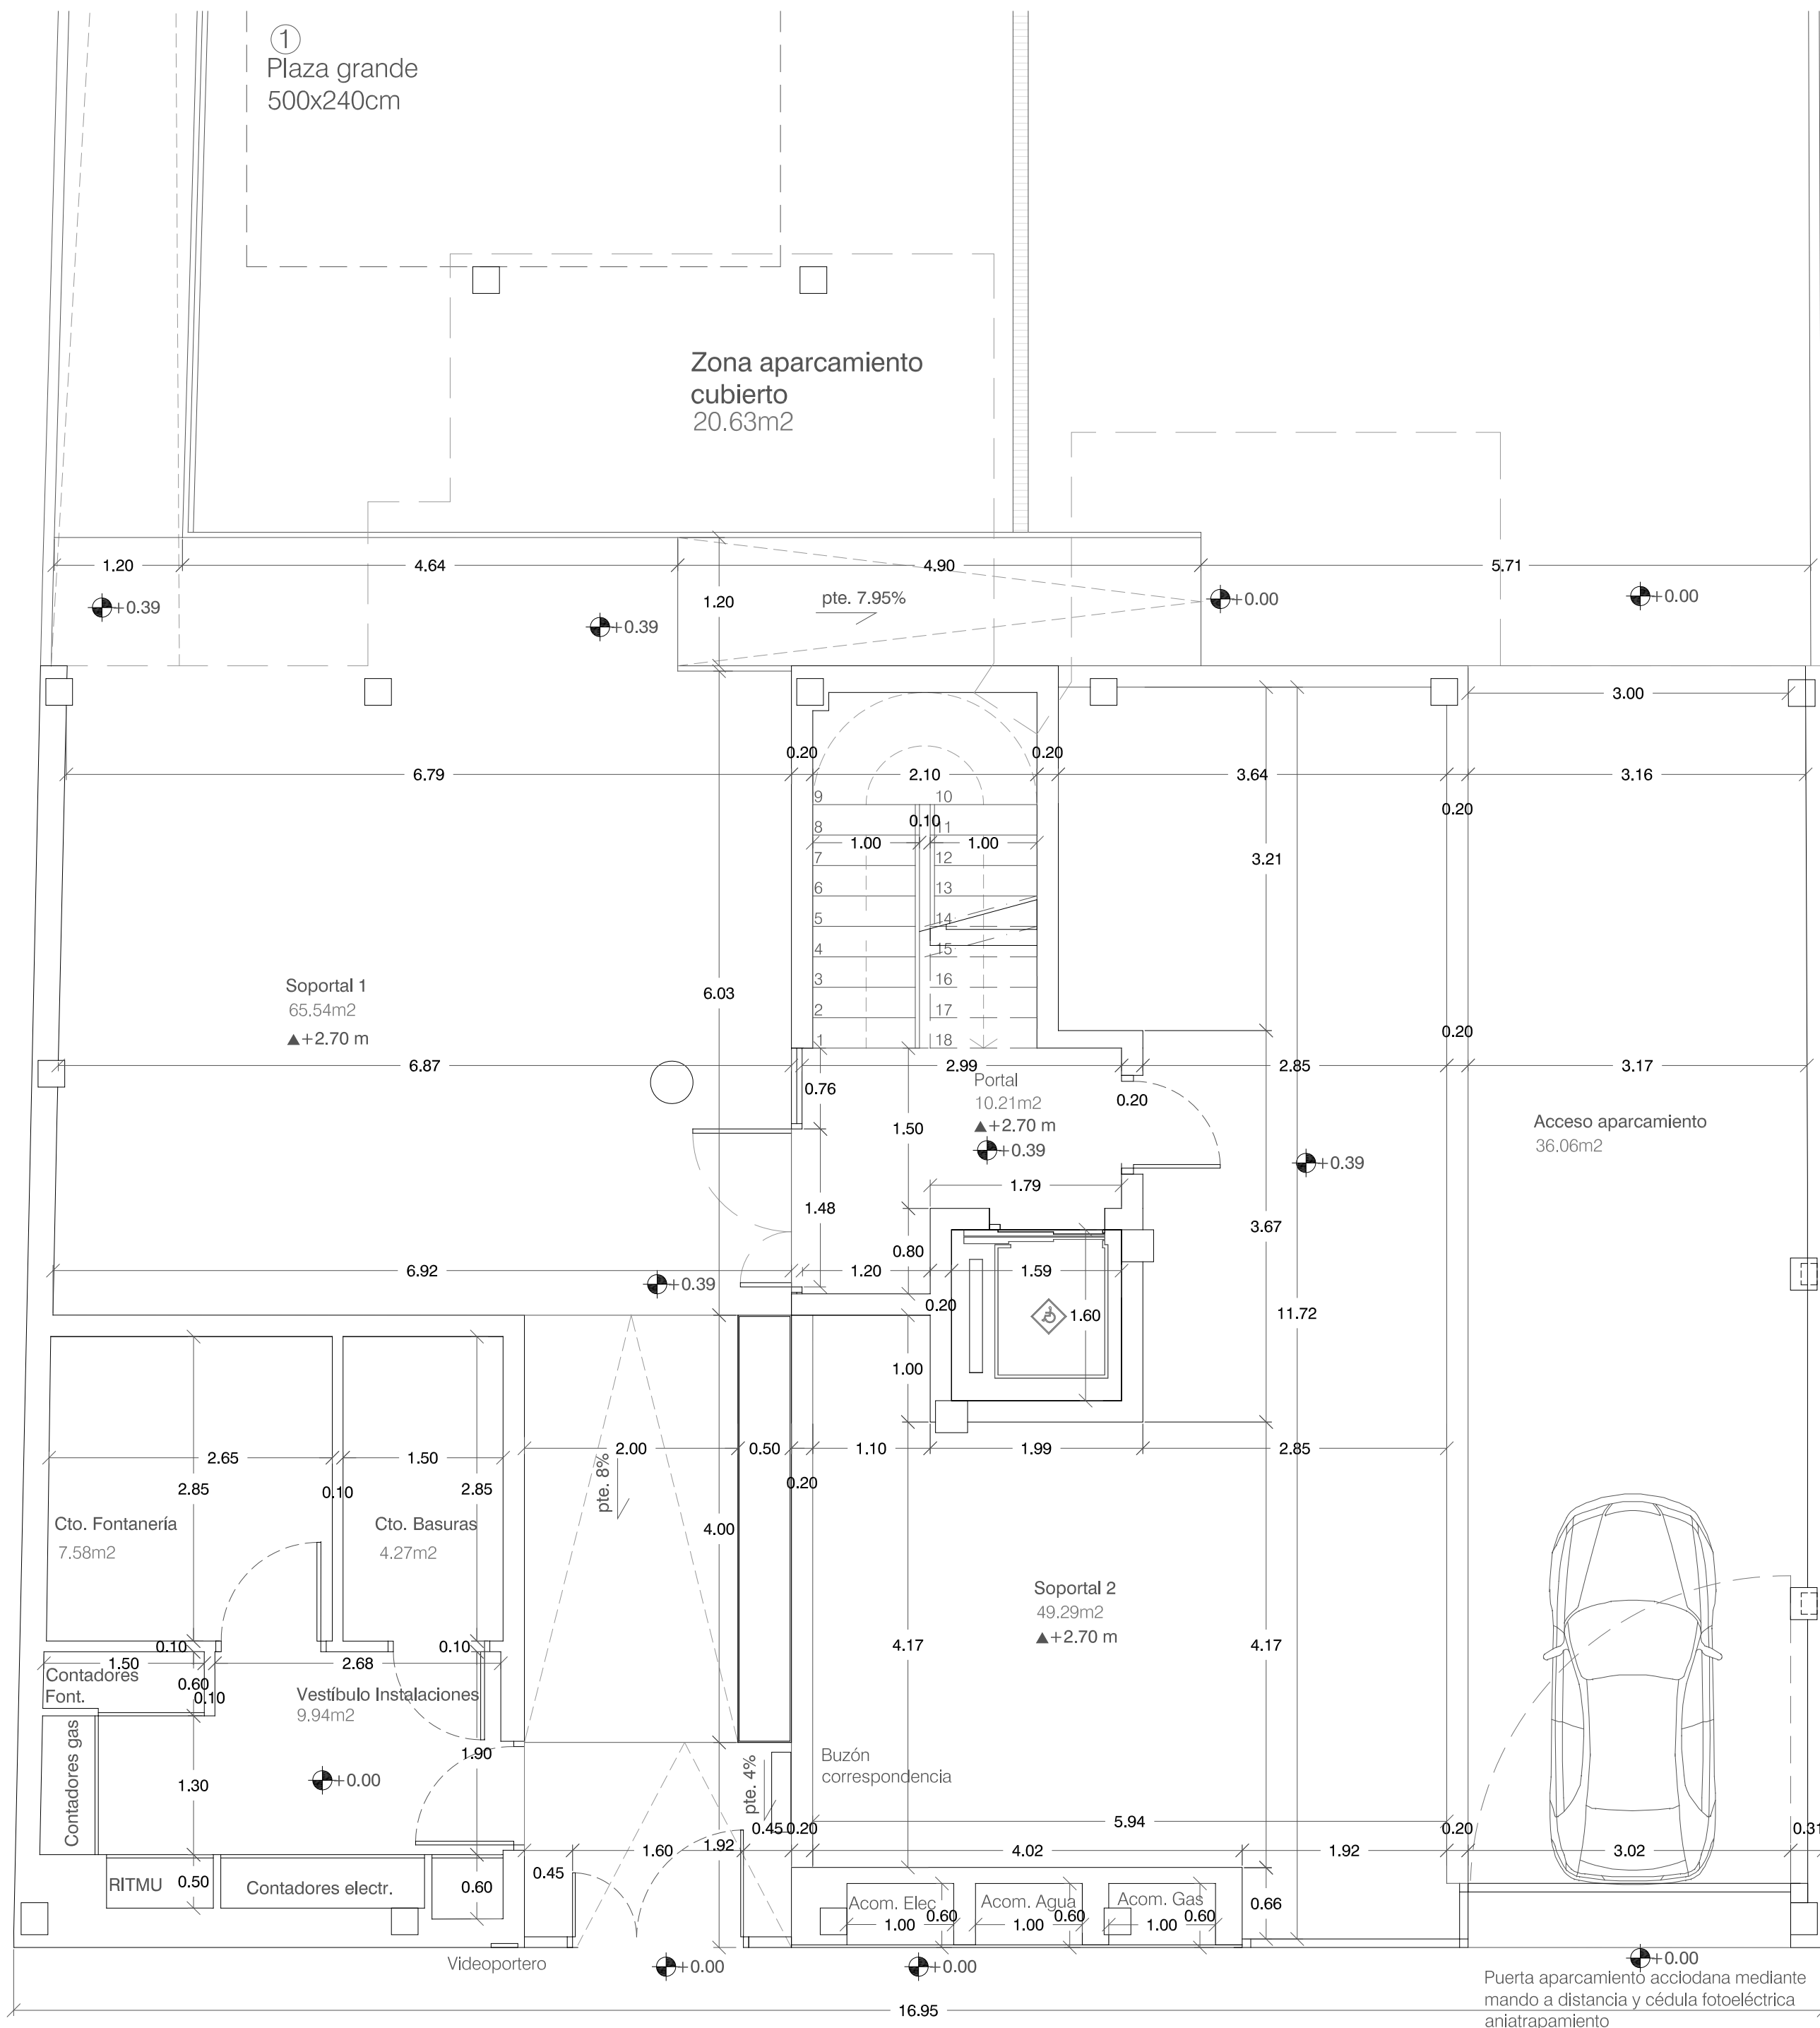 1
Plaza grande
500x240cm
Zona aparcamiento
cubierto
20.63m2
1.20
4.64
4.90
5.71
+0.39
+0.39
1.20
pte. 7.95%
+0.00
+0.00
3.00
0.20
0.20
6.79
2.10
3.64
3.16
9
10
0.20
8
0.10
11
1.00
1.00
7
12
3.21
6
13
5
14
4
15
3
16
2
17
1
18
Soportal 1
65,54m2
▲+2.70 m
6.03
0.20
6.87
2.99
2.85
3.17
0.76
Portal
10.21m2
▲+2.70 m
+0.39
0.20
1.50
Acceso aparcamiento
36.06m2
+0.39
1.79
1.48
3.67
0.80
6.92
+0.39
1.20
1.59
0.20
1.60
11.72
1.00
2.65
1.50
2.00
0.50
1.10
1.99
2.85
2.85
0.10
2.85
pte. 8%
0.20
Cto. Fontanería
7.58m2
Cto. Basuras
4.27m2
4.00
Soportal 2
49.29m2
▲+2.70 m
0.10
0.10
4.17
4.17
1.50
2.68
Contadores
Font.
0.60
0.10
Vestíbulo Instalaciones
9.94m2
Contadores gas
1.90
1.30
+0.00
pte. 4%
Buzón
correspondencia
5.94
0.45
0.20
0.20
0.31
0.45
1.60
1.92
4.02
1.92
3.02
RITMU
0.50
Contadores electr.
0.60
Acom. Elec
1.00
0.60
Acom. Agua
1.00
0.60
Acom. Gas
1.00
0.60
0.66
Videoportero
+0.00
+0.00
+0.00
Puerta aparcamiento acciodana mediante
mando a distancia y cédula fotoeléctrica
aniatrapamiento
16.95